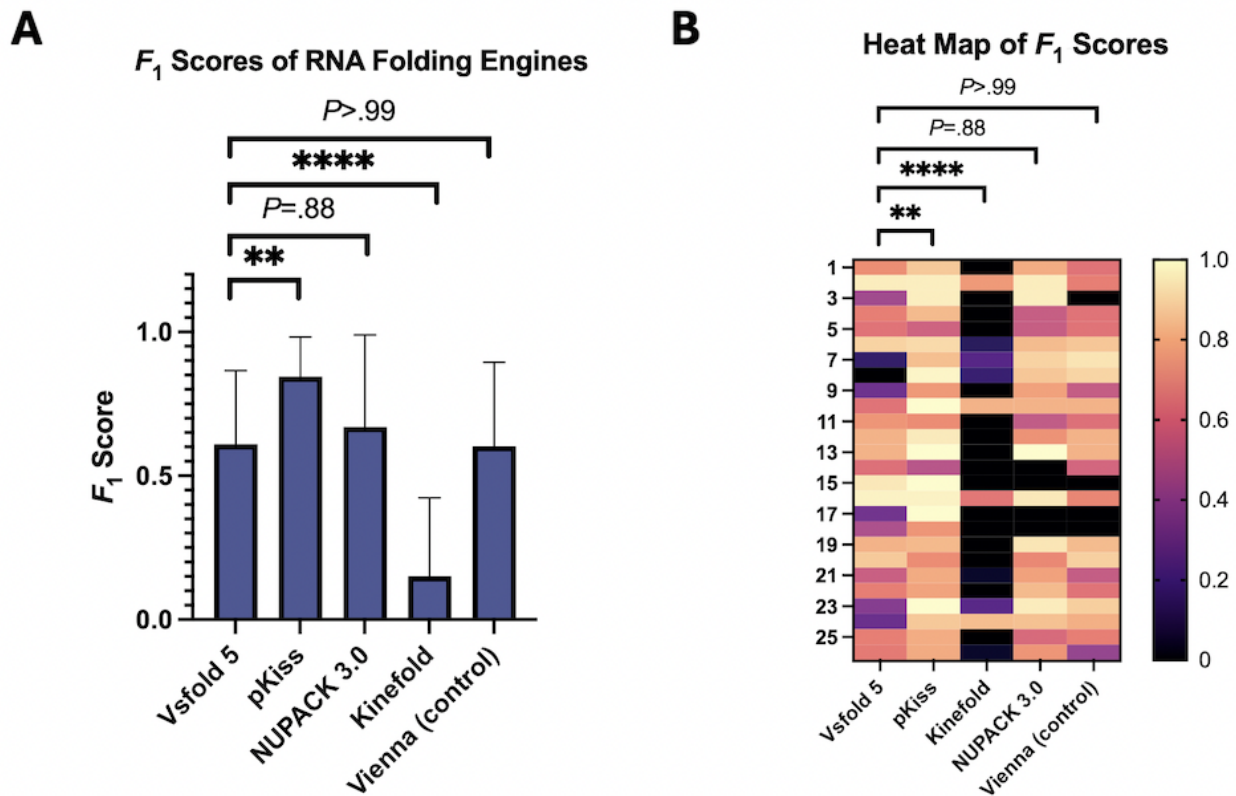 A
F1 Scores of RNA Folding Engines
P>.99
****
P=.88
**
1.0
0.5
0.0
F1 Score
Vsfold 5
pKiss
NUPACK 3.0
Kinefold
Vienna (control)
B
Heat Map of F1 Scores
P>.99
P=.88
****
**
1
3
5
7
9
11
13
15
17
19
21
23
25
1.0
0.8
0.6
0.4
0.2
0
Vsfold 5
pKiss
Kinefold
NUPACK 3.0
Vienna (control)